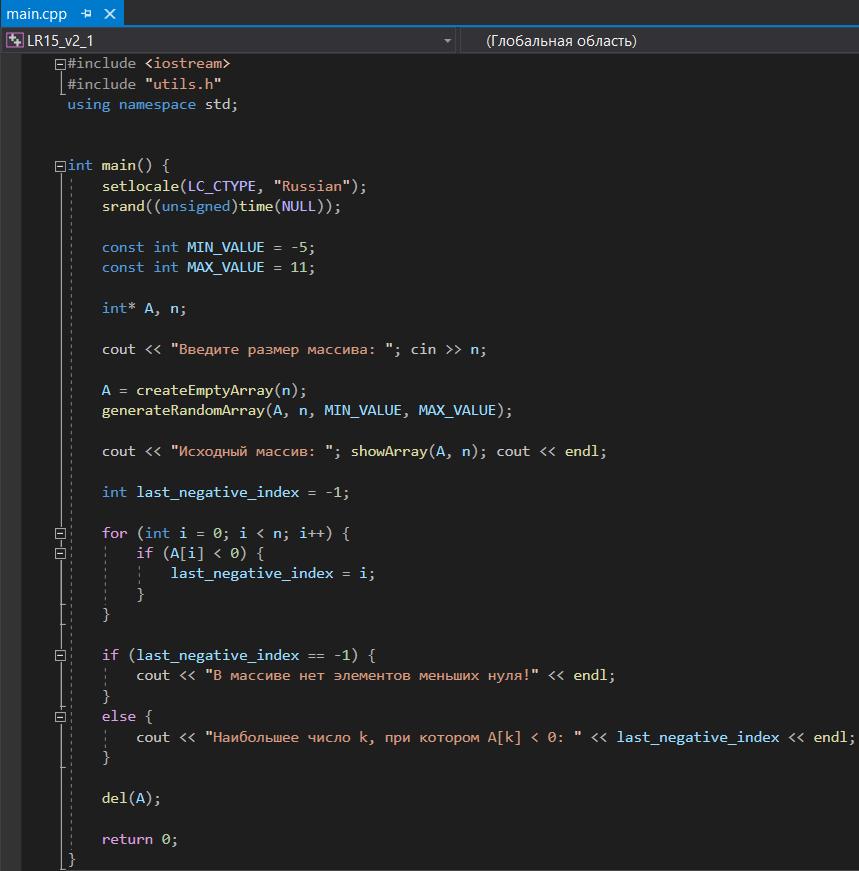 main.cpp
LR15_v2_1 (Глобальная область)
#include <iostream>
#include "utils.h"
using namespace std;
int main() {
setlocale(LC_CTYPE, "Russian");
srand((unsigned)time(NULL));
const int MIN_VALUE = -5;
const int MAX_VALUE = 11;
int* A, n;
cout << "Введите размер массива: "; cin >> n;
A = createEmptyArray(n);
generateRandomArray(A, n, MIN_VALUE, MAX_VALUE);
cout << "Исходный массив: "; showArray(A, n); cout << endl;
int last_negative_index = -1;
for (int i = 0; i < n; i++) {
if (A[i] < 0) {
last_negative_index = i;
}
}
if (last_negative_index == -1) {
cout << "В массиве нет элементов меньших нуля!" << endl;
}
else {
cout << "Наибольшее число k, при котором A[k] < 0: " << last_negative_index << endl;
}
del(A);
return 0;
}